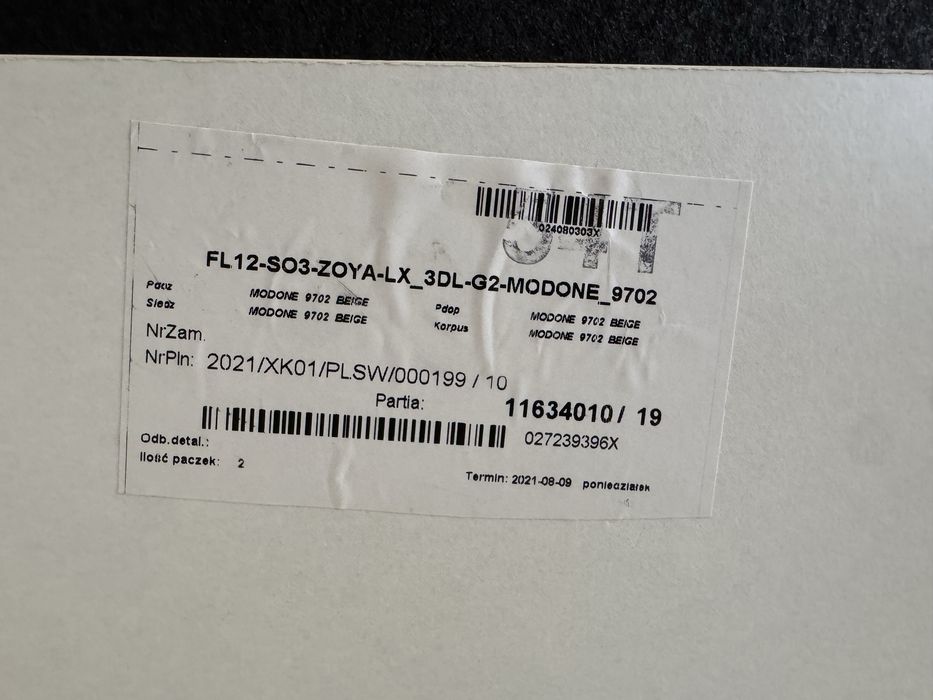 024080303X
54T
FL12-SO3-ZOYA-LX_3DL-G2-MODONE_9702
Pacz MODONE 9702 BEIGE Pdop MODONE 9702 BEIGE
Siedz MODONE 9702 BEIGE Korpus MODONE 9702 BEIGE
NrZam.
NrPln: 2021/XK01/PLSW/000199 / 10
Partia: 11634010/ 19
027239396X
Odb.detal.:
Ilość paczek: 2
Termin: 2021-08-09 poniedziałek